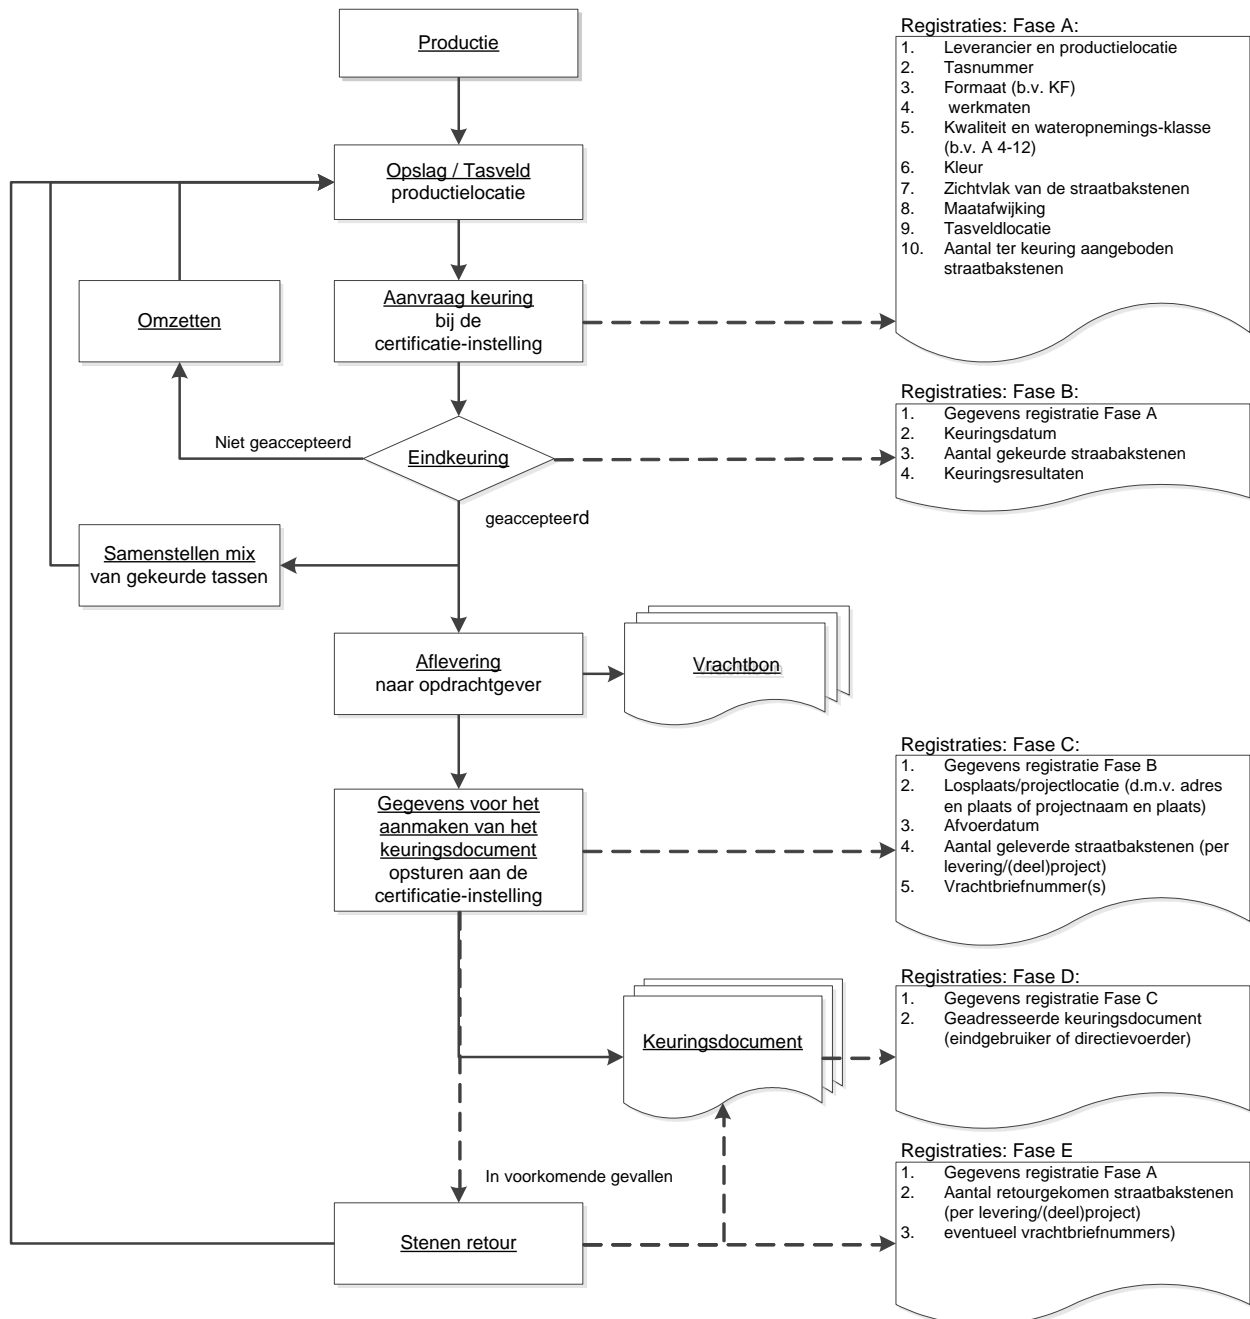 Productie
Opslag / Tasveld
productielocatie
Omzetten
Aanvraag keuring
bij de
certificatie-instelling
Niet geaccepteerd
Eindkeuring
geaccepteerd
Samenstellen mix
van gekeurde tassen
Aflevering
naar opdrachtgever
Vrachtbon
Gegevens voor het
aanmaken van het
keuringsdocument
opsturen aan de
certificatie-instelling
Keuringsdocument
In voorkomende gevallen
Stenen retour
Registraties: Fase A:
1. Leverancier en productielocatie
2. Tasnummer
3. Formaat (b.v. KF)
4. werkmaten
5. Kwaliteit en wateropnemings-klasse
(b.v. A 4-12)
6. Kleur
7. Zichtvlak van de straatbakstenen
8. Maatafwijking
9. Tasveldlocatie
10. Aantal ter keuring aangeboden
straatbakstenen
Registraties: Fase B:
1. Gegevens registratie Fase A
2. Keuringsdatum
3. Aantal gekeurde straabakstenen
4. Keuringsresultaten
Registraties: Fase C:
1. Gegevens registratie Fase B
2. Losplaats/projectlocatie (d.m.v. adres
en plaats of projectnaam en plaats)
3. Afvoerdatum
4. Aantal geleverde straatbakstenen (per
levering/(deel)project)
5. Vrachtbriefnummer(s)
Registraties: Fase D:
1. Gegevens registratie Fase C
2. Geadresseerde keuringsdocument
(eindgebruiker of directievoerder)
Registraties: Fase E
1. Gegevens registratie Fase A
2. Aantal retourgekomen straatbakstenen
(per levering/(deel)project)
3. eventueel vrachtbriefnummers)